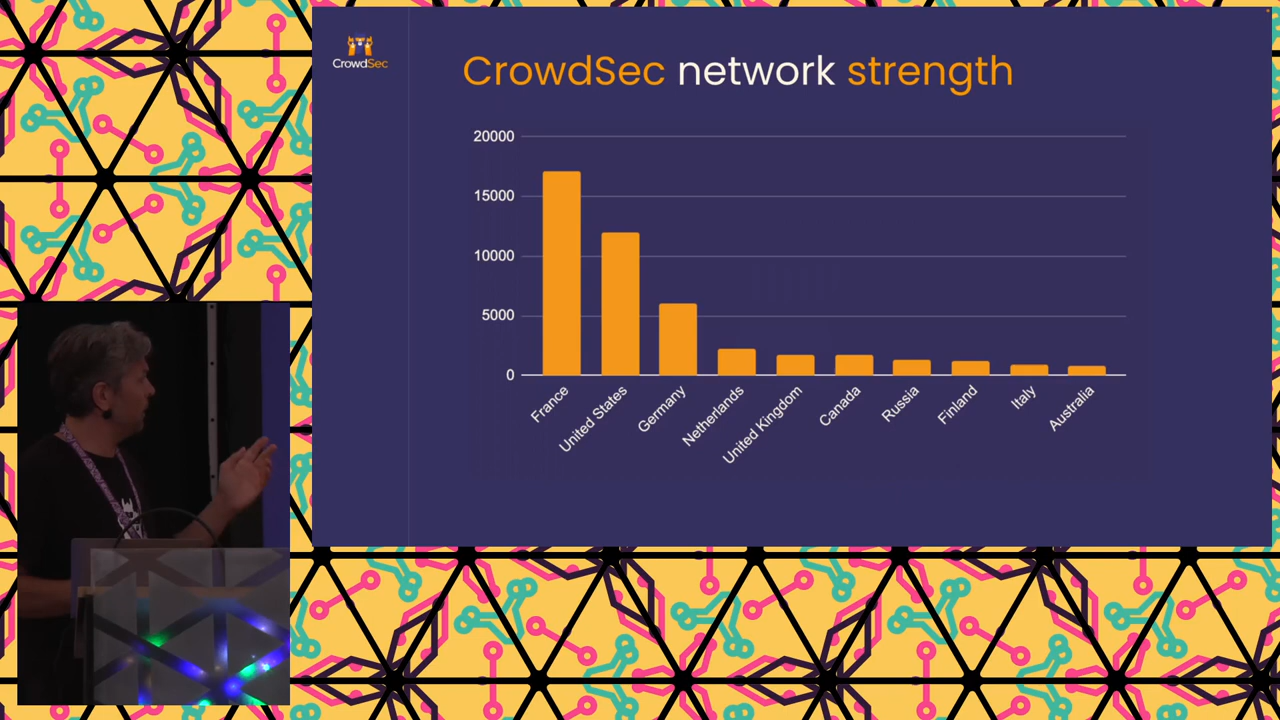 CrowdSec
CrowdSec network strength
20000
15000
10000
5000
0
France
United States
Germany
Netherlands
United Kingdom
Canada
Russia
Finland
Italy
Australia